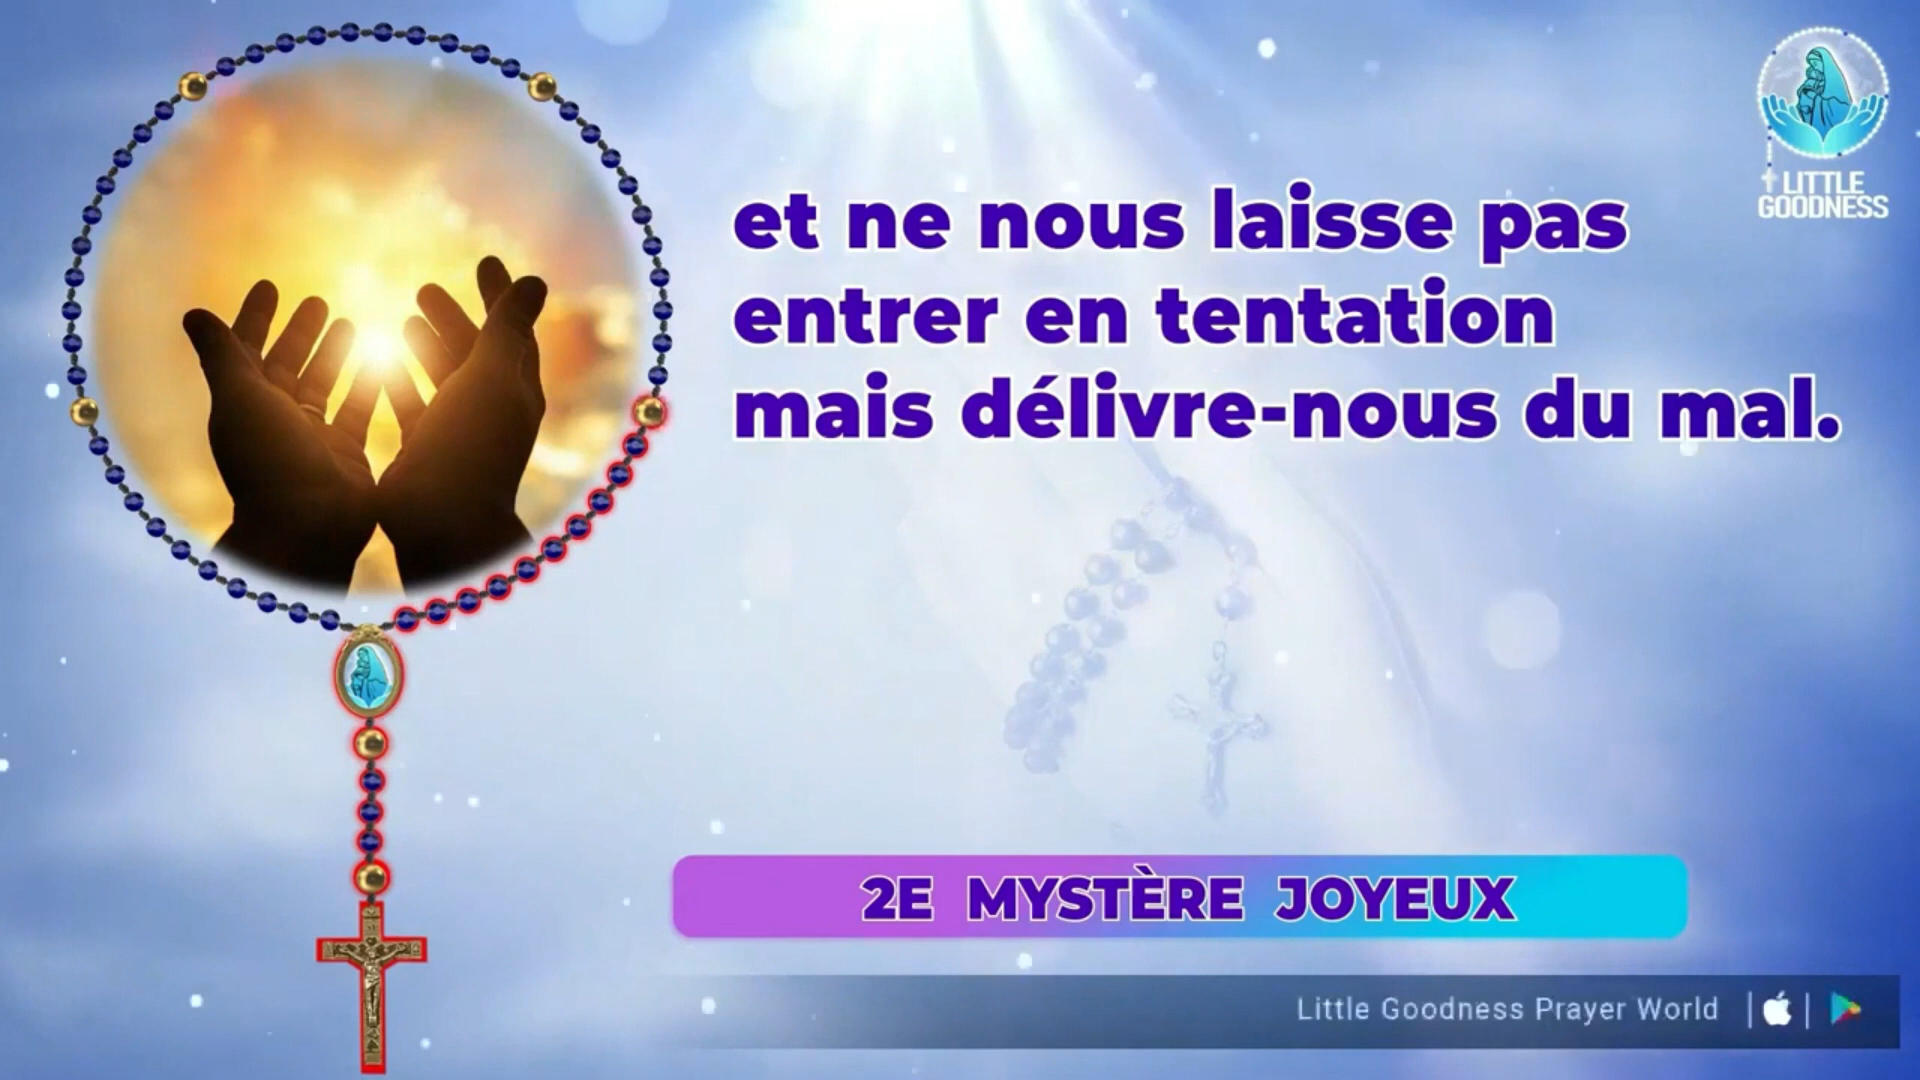 et ne nous laisse pas
entrer en tentation
mais délivre-nous du mal.
LITTLE
GOODNESS
2E MYSTÈRE JOYEUX
Little Goodness Prayer World